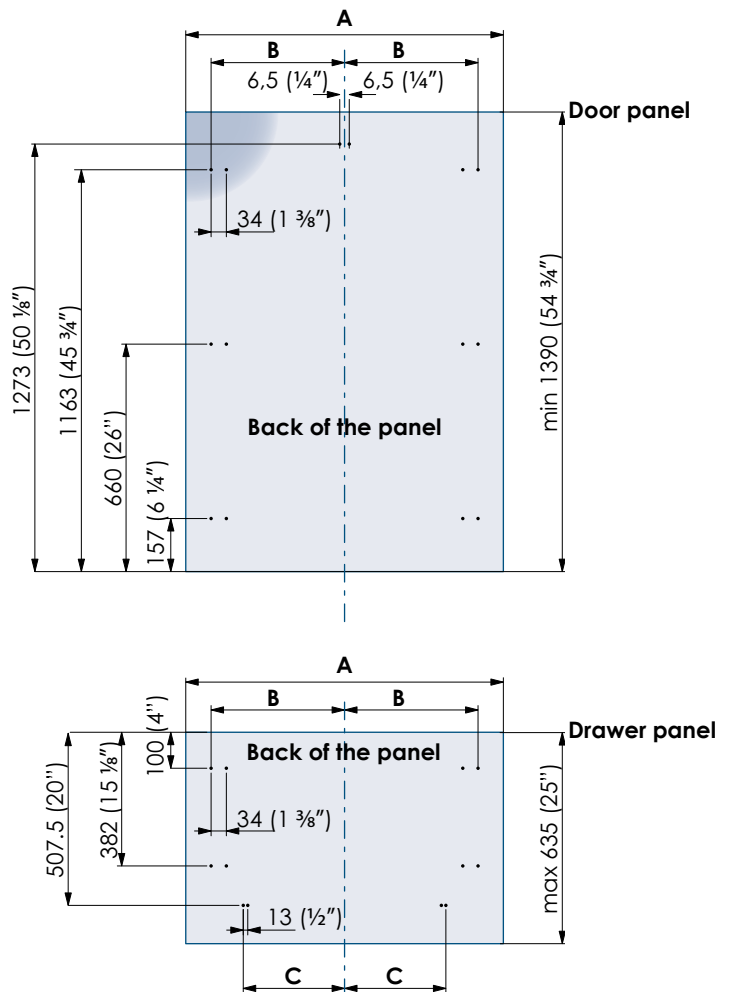 A
B B
6,5 (¼") 6,5 (¼")
Door panel
34 (1 ⅜")
1273 (50 ⅛")
1163 (45 ¾")
660 (26'')
157 (6 ¼")
min 1390 (54 ¾")
Back of the panel
A
B B
Drawer panel
Back of the panel
100 (4'')
34 (1 ⅜")
382 (15 ⅛")
507.5 (20'')
max 635 (25'')
13 (½")
C C